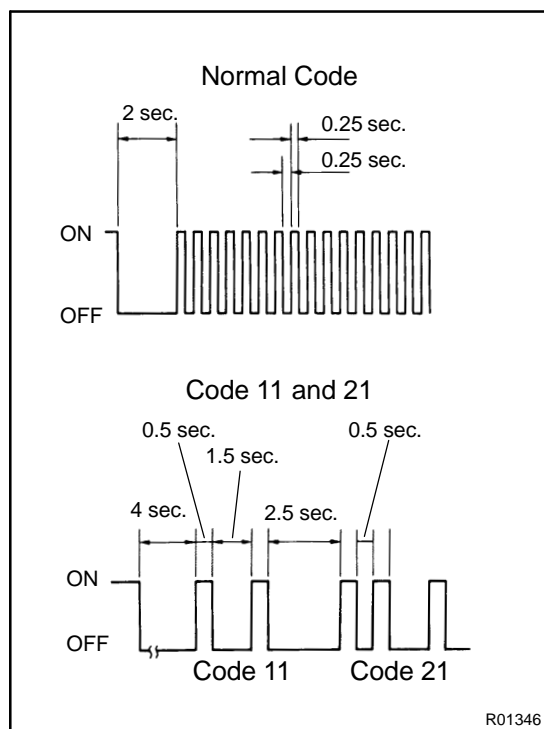 Normal Code
2 sec.
0.25 sec.
0.25 sec.
ON
OFF
Code 11 and 21
0.5 sec.
0.5 sec.
1.5 sec.
4 sec.
2.5 sec.
ON
OFF
Code 11
Code 21
R01346